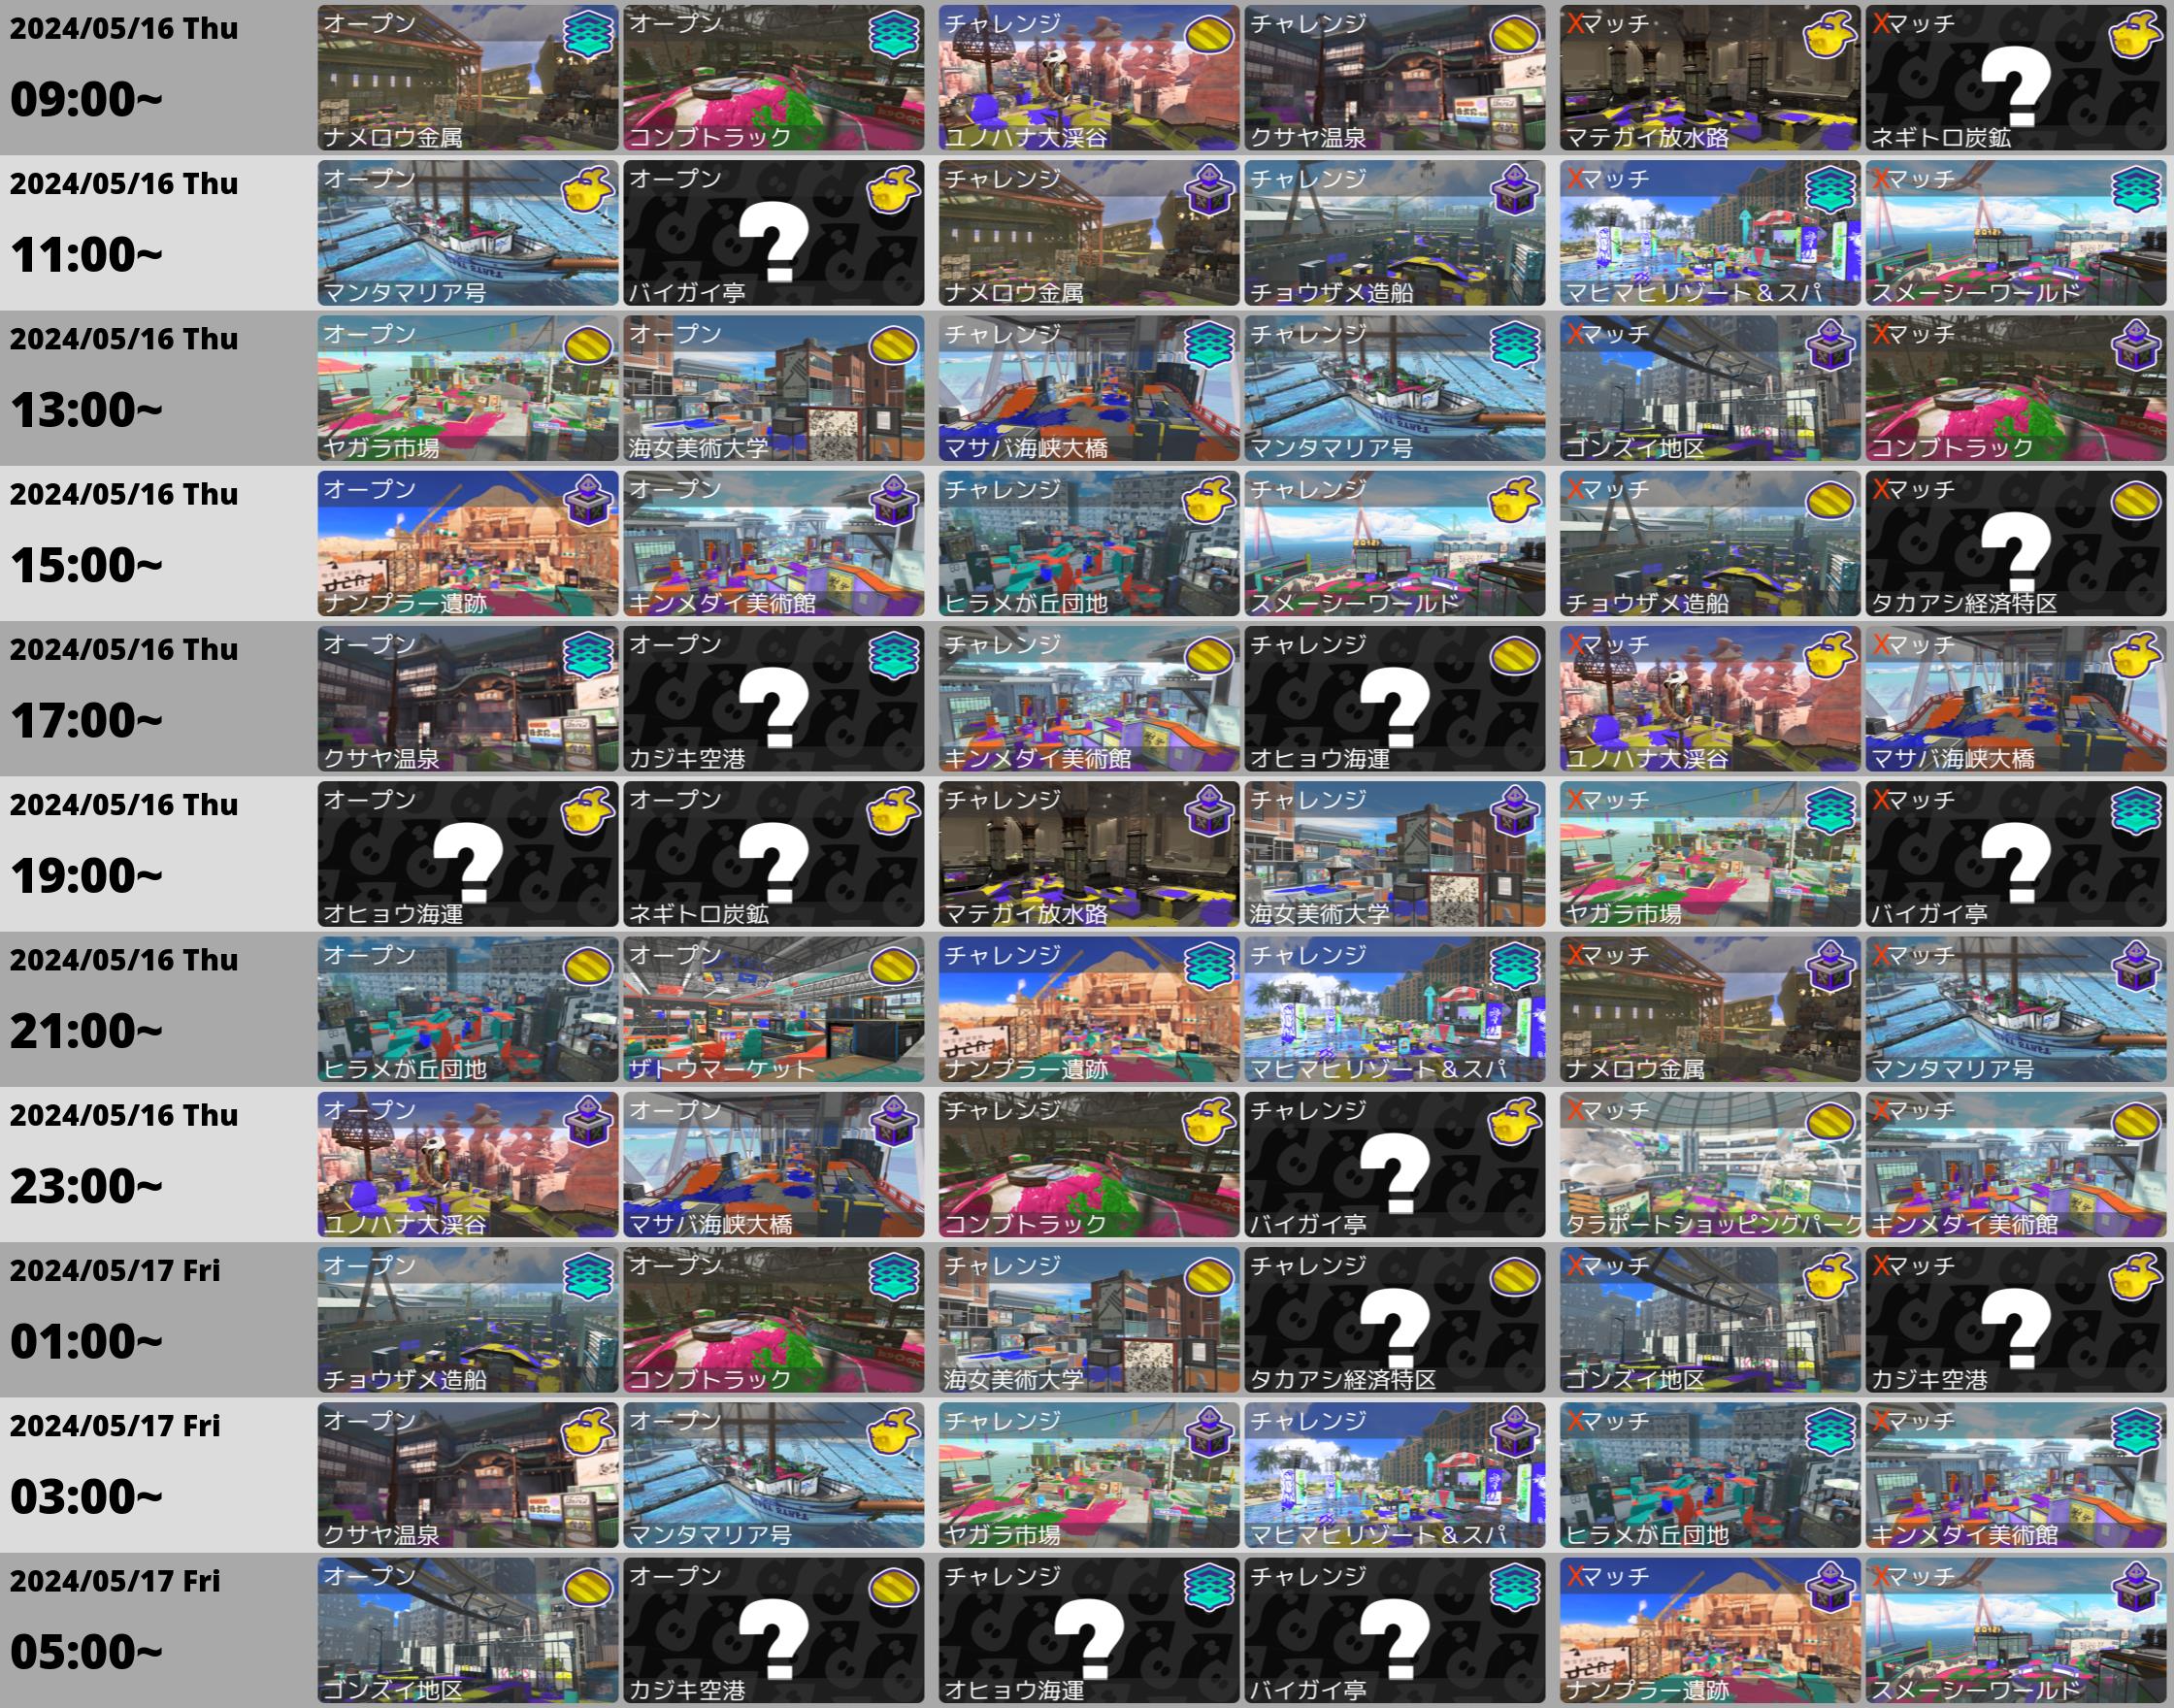 2024/05/16 Thu
09:00~
オープン オープン チャレンジ チャレンジ Xマッチ Xマッチ
ナメロウ金属 コンブトラック ユノハナ大渓谷 クサヤ温泉 マテガイ放水路 ネギトロ炭鉱
2024/05/16 Thu
11:00~
オープン オープン チャレンジ チャレンジ Xマッチ Xマッチ
マンタマリア号 バイガイ亭 ナメロウ金属 チョウザメ造船 マヒマヒリゾート＆スパ スメーシーワールド
2024/05/16 Thu
13:00~
オープン オープン チャレンジ チャレンジ Xマッチ Xマッチ
ヤガラ市場 海女美術大学 マサバ海峡大橋 マンタマリア号 ゴンズイ地区 コンブトラック
2024/05/16 Thu
15:00~
オープン オープン チャレンジ チャレンジ Xマッチ Xマッチ
ナンプラー遺跡 キンメダイ美術館 ヒラメが丘団地 スメーシーワールド チョウザメ造船 タカアシ経済特区
2024/05/16 Thu
17:00~
オープン オープン チャレンジ チャレンジ Xマッチ Xマッチ
クサヤ温泉 カジキ空港 キンメダイ美術館 オヒョウ海運 ユノハナ大渓谷 マサバ海峡大橋
2024/05/16 Thu
19:00~
オープン オープン チャレンジ チャレンジ Xマッチ Xマッチ
オヒョウ海運 ネギトロ炭鉱 マテガイ放水路 海女美術大学 ヤガラ市場 バイガイ亭
2024/05/16 Thu
21:00~
オープン オープン チャレンジ チャレンジ Xマッチ Xマッチ
ヒラメが丘団地 ザトウマーケット ナンプラー遺跡 マヒマヒリゾート＆スパ ナメロウ金属 マンタマリア号
2024/05/16 Thu
23:00~
オープン オープン チャレンジ チャレンジ Xマッチ Xマッチ
ユノハナ大渓谷 マサバ海峡大橋 コンブトラック バイガイ亭 タラポートショッピングパーク キンメダイ美術館
2024/05/17 Fri
01:00~
オープン オープン チャレンジ チャレンジ Xマッチ Xマッチ
チョウザメ造船 コンブトラック 海女美術大学 タカアシ経済特区 ゴンズイ地区 カジキ空港
2024/05/17 Fri
03:00~
オープン オープン チャレンジ チャレンジ Xマッチ Xマッチ
クサヤ温泉 マンタマリア号 ヤガラ市場 マヒマヒリゾート＆スパ ヒラメが丘団地 キンメダイ美術館
2024/05/17 Fri
05:00~
オープン オープン チャレンジ チャレンジ Xマッチ Xマッチ
ゴンズイ地区 カジキ空港 オヒョウ海運 バイガイ亭 ナンプラー遺跡 スメーシーワールド